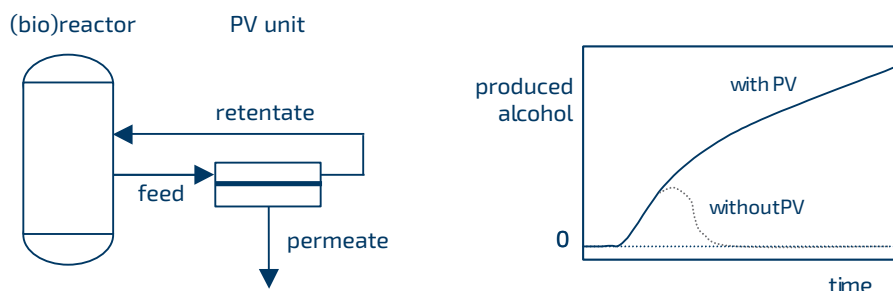 (bio)reactor
PV unit
retentate
feed
permeate
produced
alcohol
with PV
withoutPV
0
time